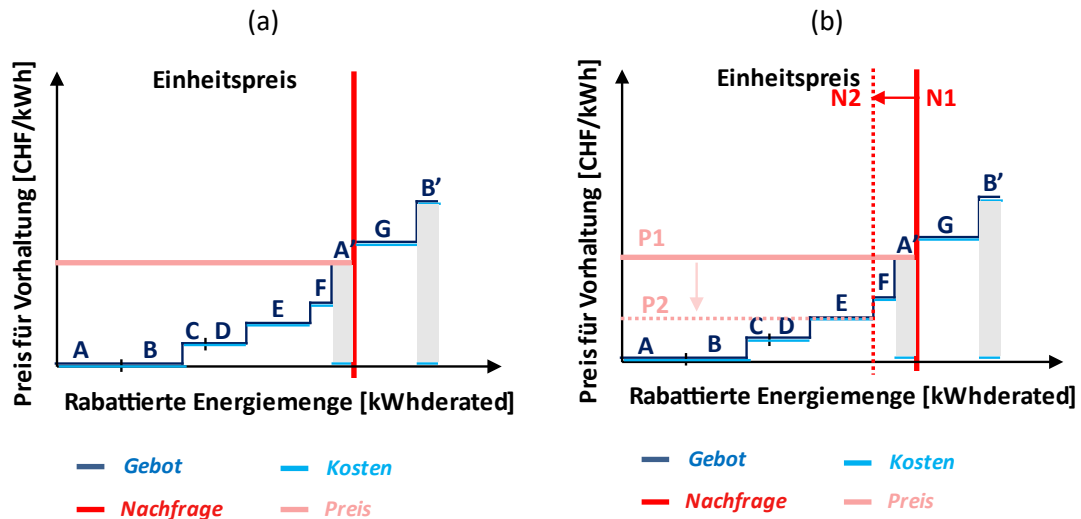 (a)
Einheitspreis
Preis für Vorhaltung [CHF/kWh]
A
B
C
D
E
F
A'
G
B'
Rabattierte Energiemenge [kWhderated]
Gebot
Kosten
Nachfrage
Preis
(b)
Einheitspreis
N2
N1
Preis für Vorhaltung [CHF/kWh]
P1
P2
A
B
C
D
E
F
A'
G
B'
Rabattierte Energiemenge [kWhderated]
Gebot
Kosten
Nachfrage
Preis